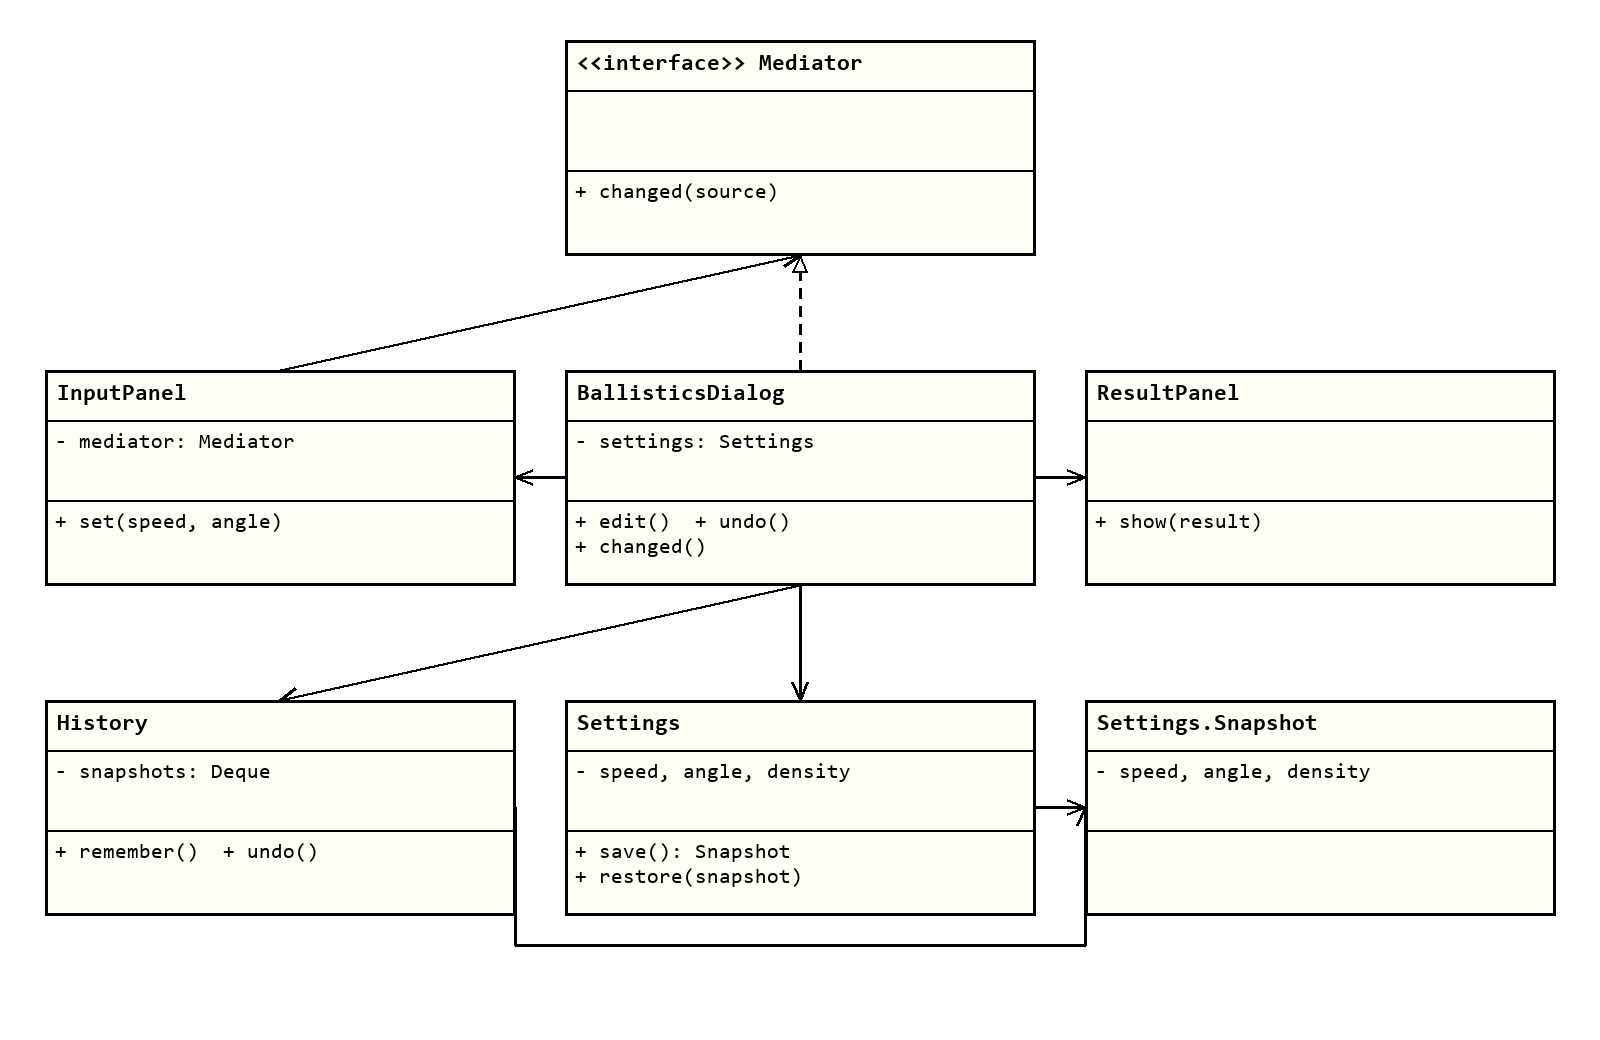 <<interface>> Mediator
+ changed(source)
InputPanel
- mediator: Mediator
+ set(speed, angle)
BallisticsDialog
- settings: Settings
+ edit()  + undo()
+ changed()
ResultPanel
+ show(result)
History
- snapshots: Deque
+ remember()  + undo()
Settings
- speed, angle, density
+ save(): Snapshot
+ restore(snapshot)
Settings.Snapshot
- speed, angle, density